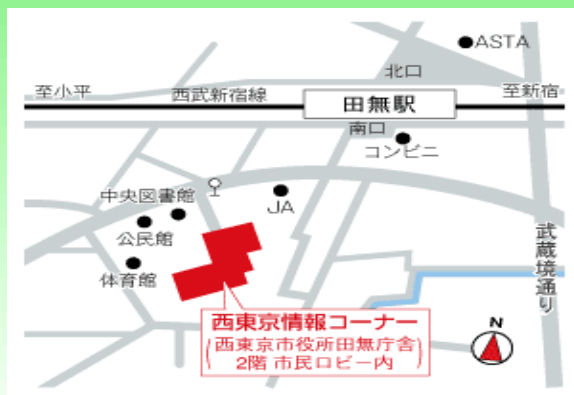 ASTA
北口
至小平
西武新宿線
田無駅
至新宿
南口
コンビニ
中央図書館
JA
公民館
体育館
武蔵境通り
西東京情報コーナー
(西東京市役所田無庁舎
2階 市民ロビー内)
N